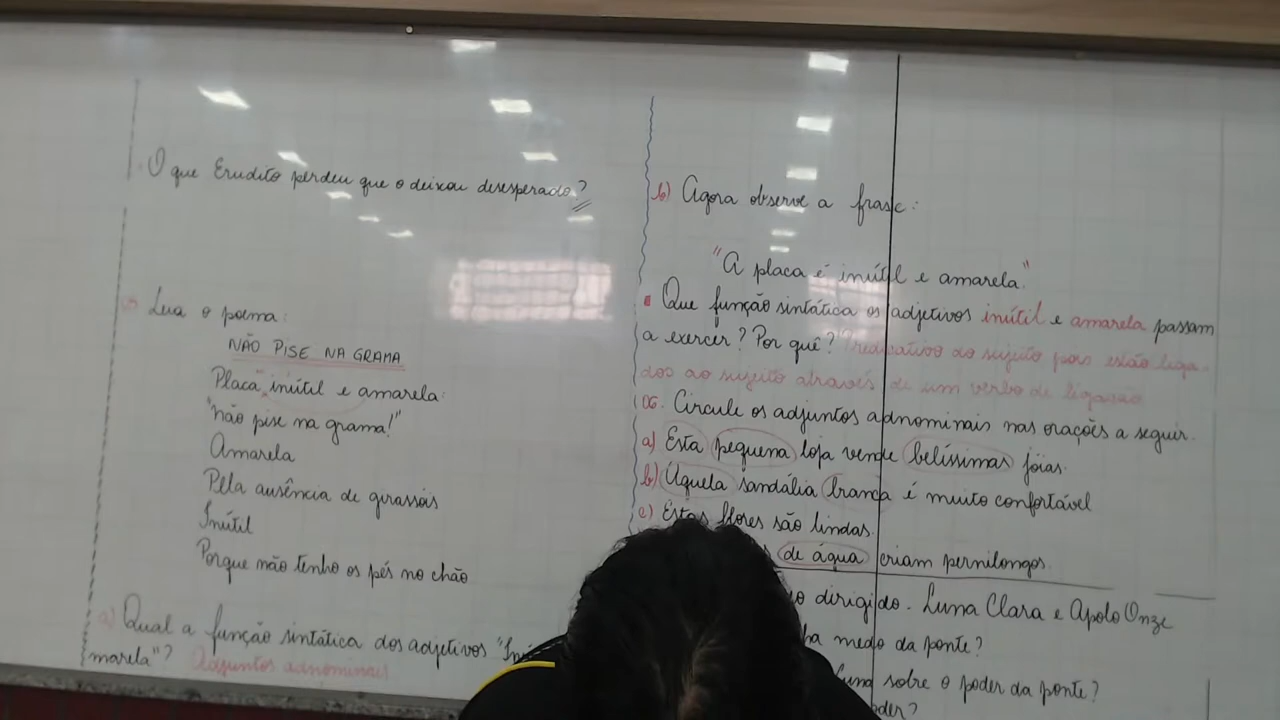 O que Erudito perdeu que o deixou desesperado?
Leia o poema:
NÃO PISE NA GRAMA
Placa inútil e amarela:
"não pise na grama!"
Amarela
Pela ausência de girassóis
Inútil
Porque não tenho os pés no chão
a) Qual a função sintática dos adjetivos "Inú
marela"? Adjuntos adnominais
b) Agora observe a frase:
"A placa é inútil e amarela."
Que função sintática os adjetivos inútil e amarela passam
a exercer? Por quê? Predicativo do sujeito pois estão liga-
dos ao sujeito através de um verbo de ligação
06. Circule os adjuntos adnominais nas orações a seguir.
a) Esta pequena loja vende belíssimas jóias.
b) Aquela sandália branca é muito confortável
c) Estas flores são lindas.
de água criam pernilongos.
o dirigido. Luna Clara e Apolo Onze
ha medo da ponte?
sobre o poder da ponte?
oder?